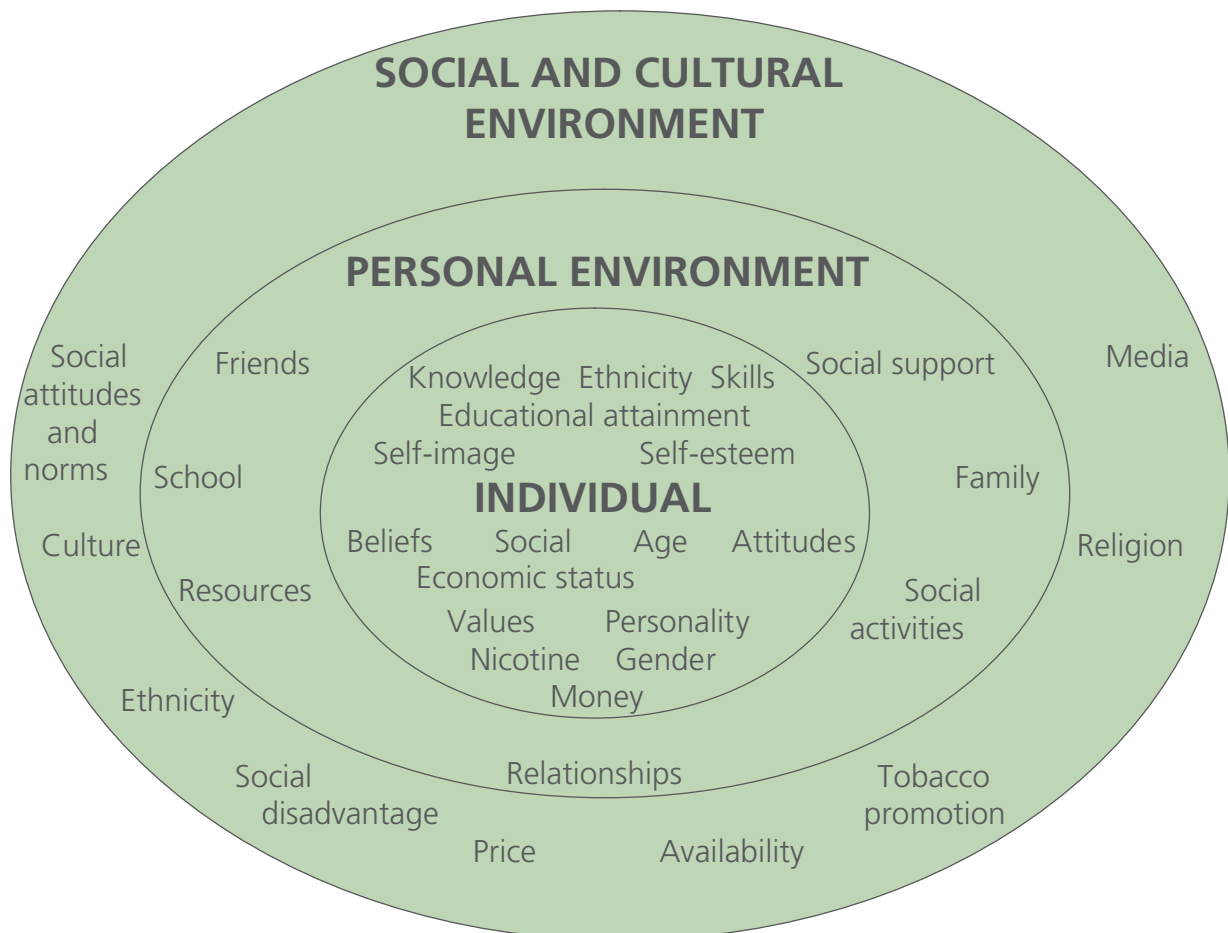 SOCIAL AND CULTURAL
ENVIRONMENT
PERSONAL ENVIRONMENT
Social
attitudes
and
norms
Friends
Knowledge Ethnicity Skills
Social support
Media
Educational attainment
Self-image Self-esteem
School
Family
INDIVIDUAL
Culture
Beliefs Social Age Attitudes
Religion
Economic status
Resources
Social
activities
Values Personality
Nicotine Gender
Money
Ethnicity
Relationships
Social
disadvantage
Tobacco
promotion
Price
Availability